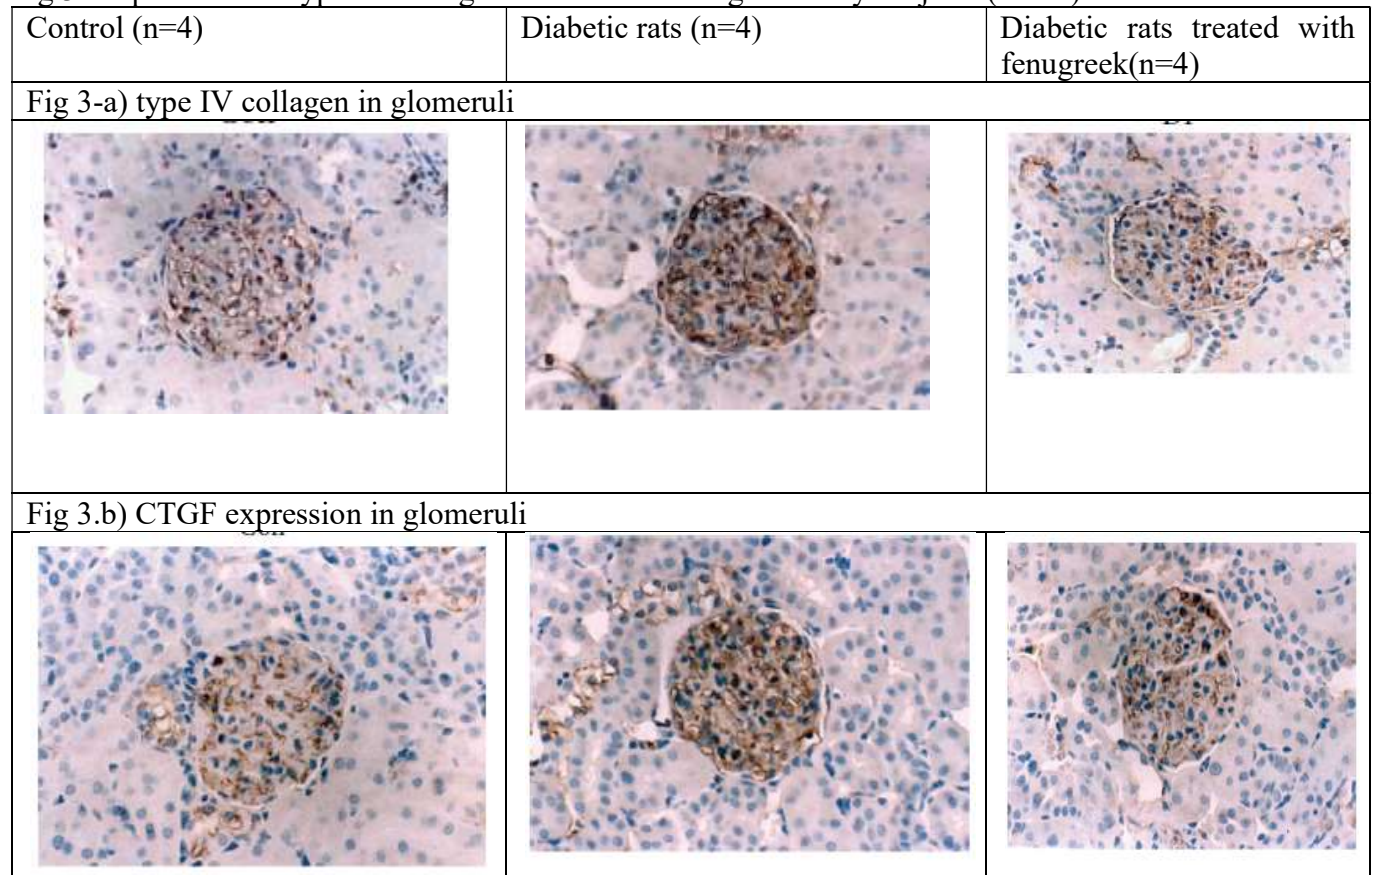 Control (n=4)
Diabetic rats (n=4)
Diabetic rats treated with
fenugreek(n=4)
Fig 3-a) type IV collagen in glomeruli
Fig 3.b) CTGF expression in glomeruli